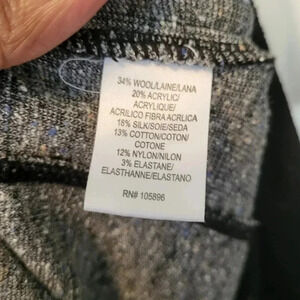 34% WOOL/LAINE/LANA
20% ACRYLIC/
ACRYLIQUE/
ACRILICO FIBRA ACRLICA
18% SILK/SOIE/SEDA
13% COTTON/COTON/
COTONE
12% NYLON/NILON
3% ELASTANE/
ELASTHANNE/ELASTANO
RN# 105896